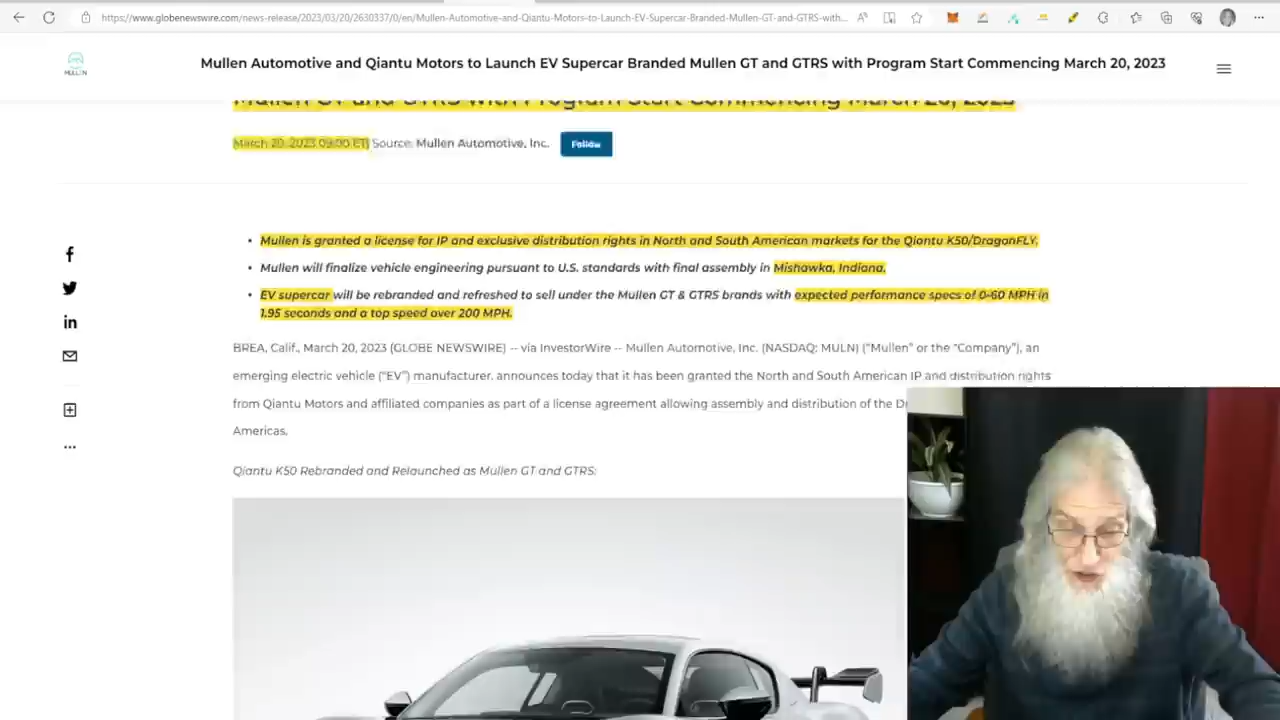 https://www.globenewswire.com/news-release/2023/03/20/2630337/0/en/Mullen-Automotive-and-Qiantu-Motors-to-Launch-EV-Supercar-Branded-Mullen-GT-and-GTRS-with...
MULLEN
Mullen Automotive and Qiantu Motors to Launch EV Supercar Branded Mullen GT and GTRS with Program Start Commencing March 20, 2023
Mullen GT and GTRS with Program Start Commencing March 20, 2023
March 20, 2023 09:00 ET | Source: Mullen Automotive, Inc.
Follow
• Mullen is granted a license for IP and exclusive distribution rights in North and South American markets for the Qiantu K50/DragonFLY.
• Mullen will finalize vehicle engineering pursuant to U.S. standards with final assembly in Mishawka, Indiana.
• EV supercar will be rebranded and refreshed to sell under the Mullen GT & GTRS brands with expected performance specs of 0-60 MPH in
1.95 seconds and a top speed over 200 MPH.
BREA, Calif., March 20, 2023 (GLOBE NEWSWIRE) -- via InvestorWire -- Mullen Automotive, Inc. (NASDAQ: MULN) ("Mullen" or the "Company"), an
emerging electric vehicle ("EV") manufacturer, announces today that it has been granted the North and South American IP and distribution rights
from Qiantu Motors and affiliated companies as part of a license agreement allowing assembly and distribution of the
Americas.
Qiantu K50 Rebranded and Relaunched as Mullen GT and GTRS: